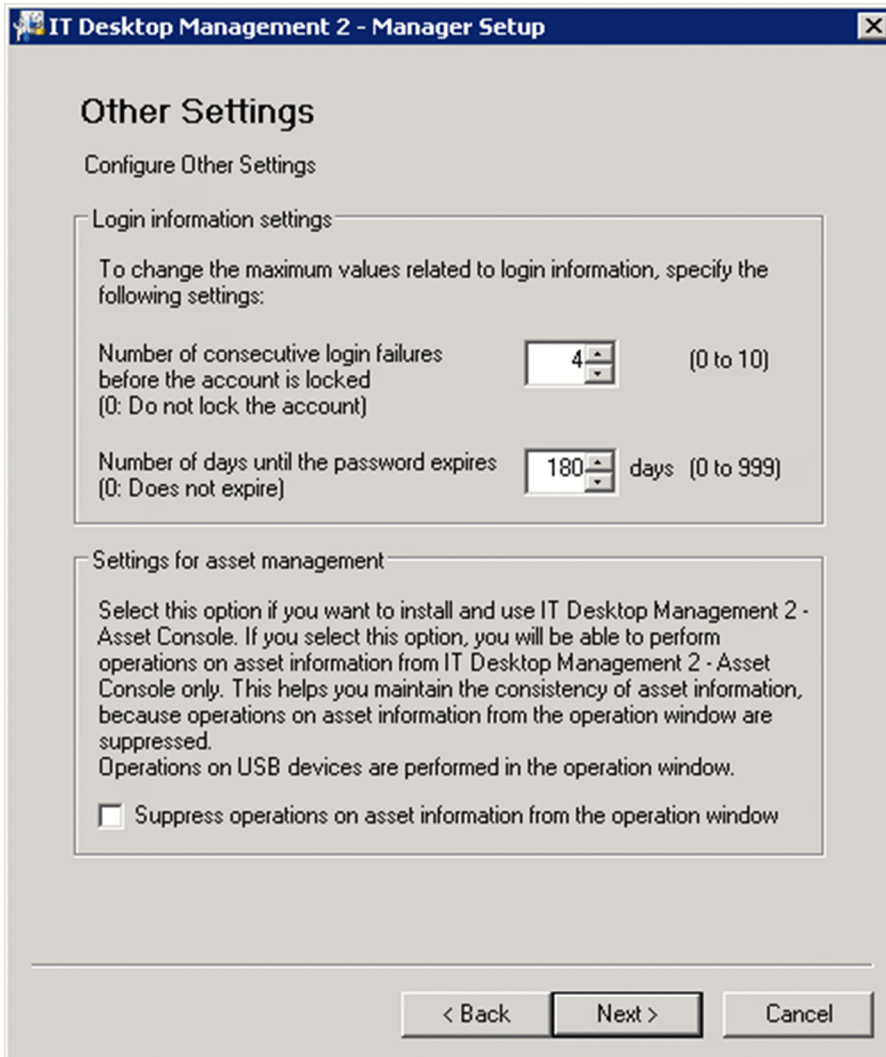 IT Desktop Management 2 - Manager Setup
Other Settings
Configure Other Settings
Login information settings
To change the maximum values related to login information, specify the
following settings:
Number of consecutive login failures
before the account is locked
(0: Do not lock the account)
4 (0 to 10)
Number of days until the password expires
(0: Does not expire)
180 days (0 to 999)
Settings for asset management
Select this option if you want to install and use IT Desktop Management 2 -
Asset Console. If you select this option, you will be able to perform
operations on asset information from IT Desktop Management 2 - Asset
Console only. This helps you maintain the consistency of asset information,
because operations on asset information from the operation window are
suppressed.
Operations on USB devices are performed in the operation window.
Suppress operations on asset information from the operation window
< Back Next > Cancel